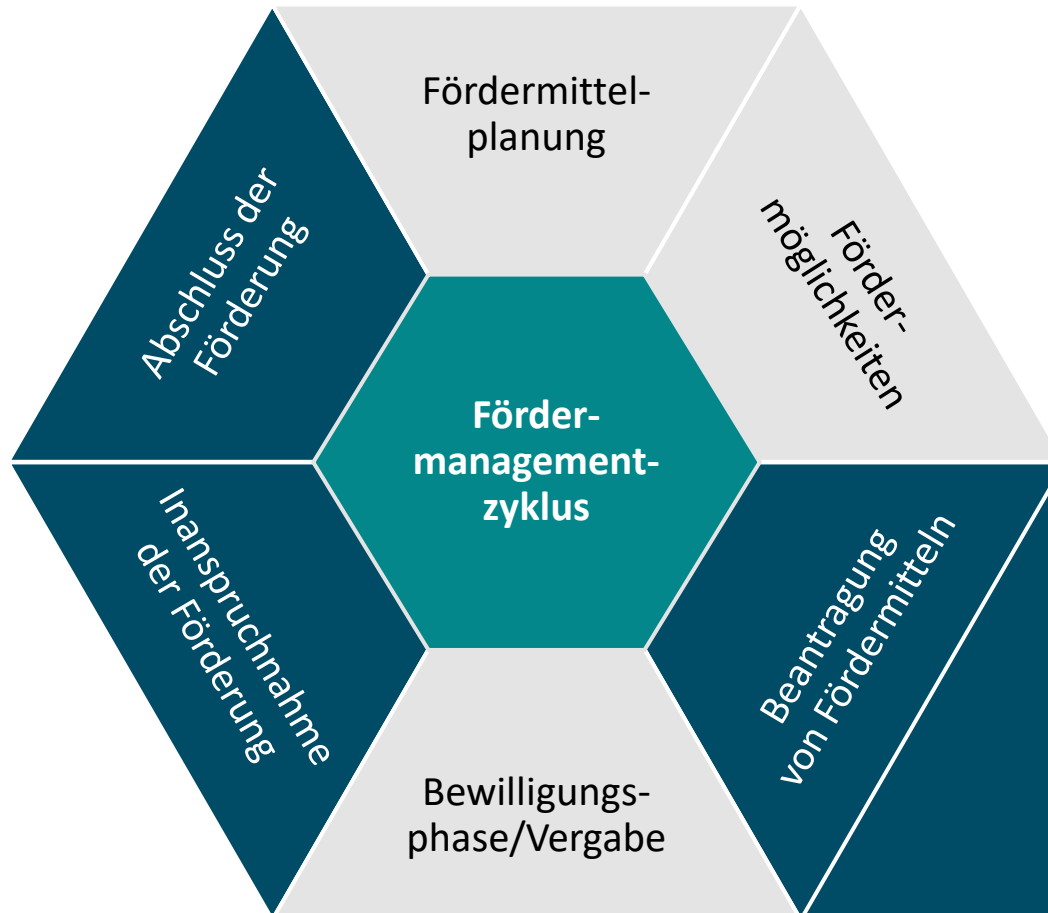 Fördermittel-
planung
Förder-
möglichkeiten
Beantragung
von Fördermitteln
Bewilligungs-
phase/Vergabe
Inanspruchnahme
der Förderung
Abschluss der
Förderung
Förder-
management-
zyklus